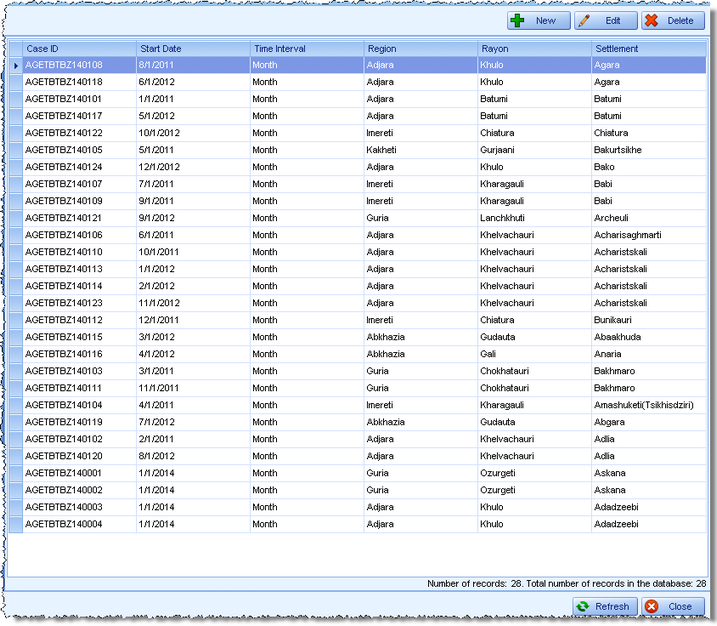 New Edit Delete
Case ID Start Date Time Interval Region Rayon Settlement
AGETBTBZ140108 8/1/2011 Month Adjara Khulo Agara
AGETBTBZ140118 6/1/2012 Month Adjara Khulo Agara
AGETBTBZ140101 1/1/2011 Month Adjara Batumi Batumi
AGETBTBZ140117 5/1/2012 Month Adjara Batumi Batumi
AGETBTBZ140122 10/1/2012 Month Imereti Chiatura Chiatura
AGETBTBZ140105 5/1/2011 Month Kakheti Gurjaani Bakurtsikhe
AGETBTBZ140124 12/1/2012 Month Adjara Khulo Bako
AGETBTBZ140107 7/1/2011 Month Imereti Kharagauli Babi
AGETBTBZ140109 9/1/2011 Month Imereti Kharagauli Babi
AGETBTBZ140121 9/1/2012 Month Guria Lanchkhuti Archeuli
AGETBTBZ140106 6/1/2011 Month Adjara Khelvachauri Acharisaghmarti
AGETBTBZ140110 10/1/2011 Month Adjara Khelvachauri Acharistskali
AGETBTBZ140113 1/1/2012 Month Adjara Khelvachauri Acharistskali
AGETBTBZ140114 2/1/2012 Month Adjara Khelvachauri Acharistskali
AGETBTBZ140123 11/1/2012 Month Adjara Khelvachauri Acharistskali
AGETBTBZ140112 12/1/2011 Month Imereti Chiatura Bunikauri
AGETBTBZ140115 3/1/2012 Month Abkhazia Gudauta Abaakhuda
AGETBTBZ140116 4/1/2012 Month Abkhazia Gali Anaria
AGETBTBZ140103 3/1/2011 Month Guria Chokhatauri Bakhmaro
AGETBTBZ140111 11/1/2011 Month Guria Chokhatauri Bakhmaro
AGETBTBZ140104 4/1/2011 Month Imereti Kharagauli Amashuketi(Tsikhisdziri)
AGETBTBZ140119 7/1/2012 Month Abkhazia Gudauta Abgara
AGETBTBZ140102 2/1/2011 Month Adjara Khelvachauri Adlia
AGETBTBZ140120 8/1/2012 Month Adjara Khelvachauri Adlia
AGETBTBZ140001 1/1/2014 Month Guria Ozurgeti Askana
AGETBTBZ140002 1/1/2014 Month Guria Ozurgeti Askana
AGETBTBZ140003 1/1/2014 Month Adjara Khulo Adadzeebi
AGETBTBZ140004 1/1/2014 Month Adjara Khulo Adadzeebi
Number of records: 28. Total number of records in the database: 28
Refresh Close